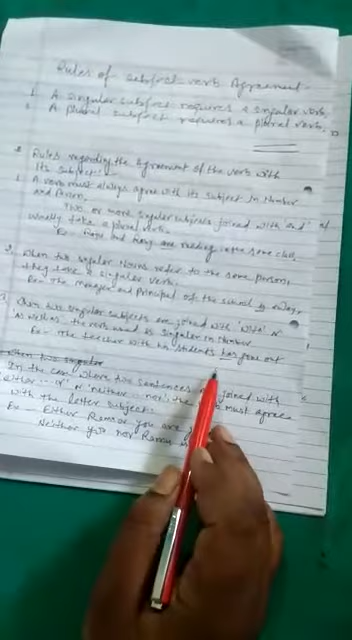 Rules of subject verb Agreement -
1. A singular subject requires a singular verb.
2. A plural subject requires a plural verb.
2. Rules regarding the Agreement of the verb with
its subject:-
1. A verb must always agree with its subject in Number
and Person.
Two or more singular subjects joined with 'and'
usually take a plural verb.
Ex - and are reading in the same class
2. When two singular Nouns refer to the same person,
they take a singular verb.
Ex - The manager and Principal of the school is
When two singular subjects are joined with 'with' or
'as well as' the verb used is Singular in Number
Ex - The teacher with his students has gone out
When two singular
In the case where two sentences joined with
'either ... or' or 'neither ... nor' the must agree
with the latter subject.
Ex - Either Raman or you are
Neither you nor Raman is